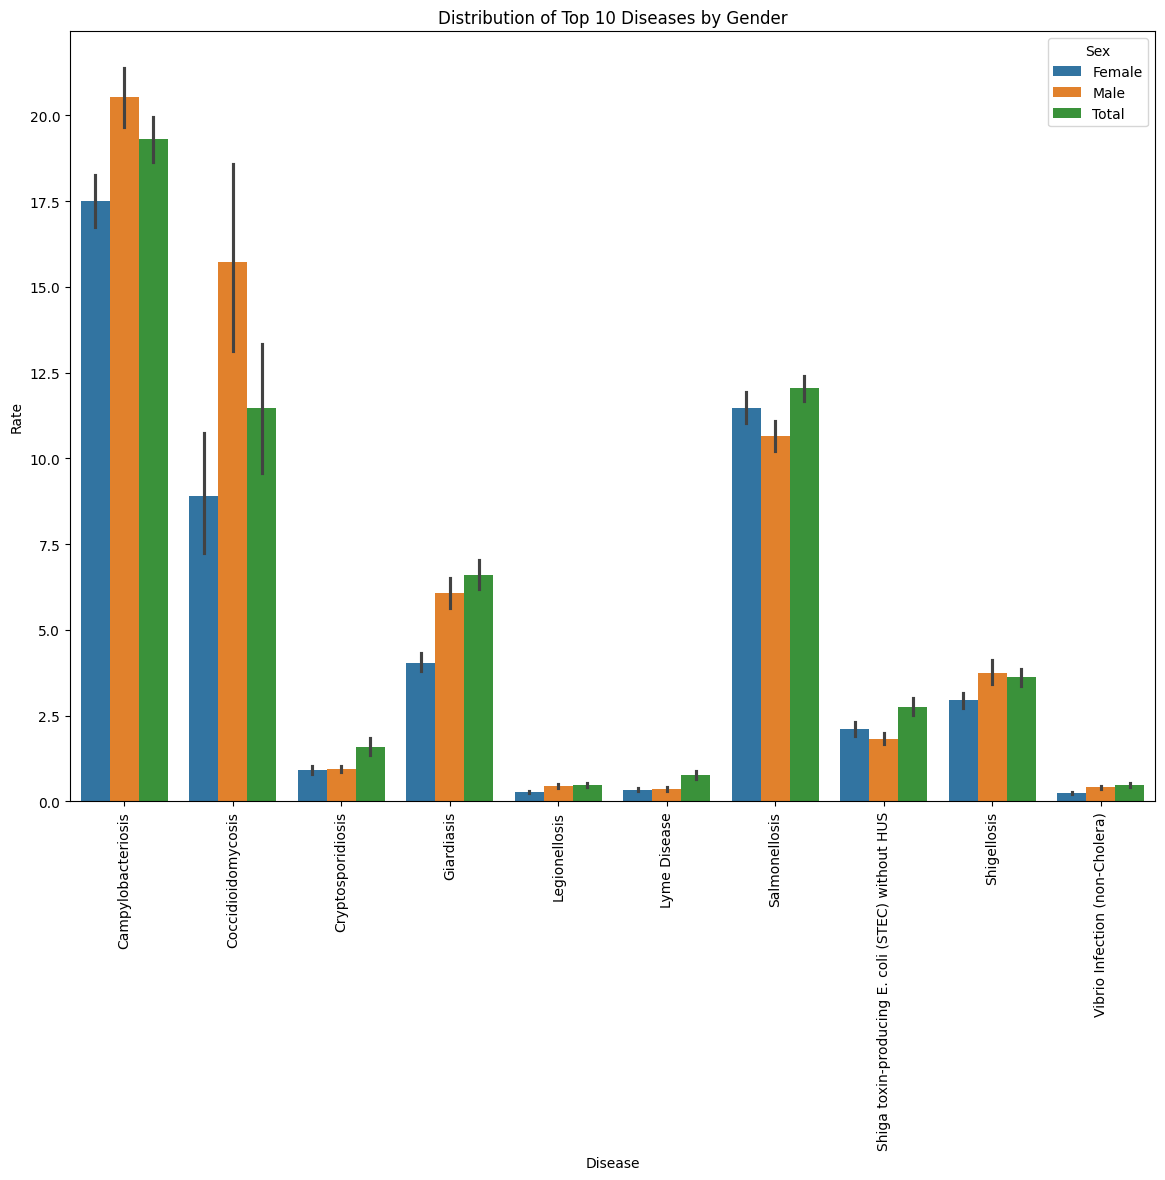 Distribution of Top 10 Diseases by Gender
Sex
Female
Male
Total
Rate
20.0
17.5
15.0
12.5
10.0
7.5
5.0
2.5
0.0
Campylobacteriosis
Coccidioidomycosis
Cryptosporidiosis
Giardiasis
Legionellosis
Lyme Disease
Salmonellosis
Shiga toxin-producing E. coli (STEC) without HUS
Shigellosis
Vibrio Infection (non-Cholera)
Disease